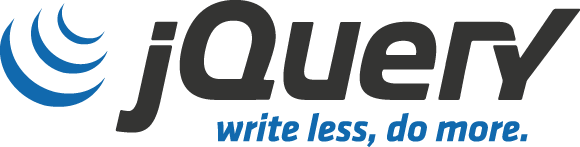 jQuery
write less, do more.